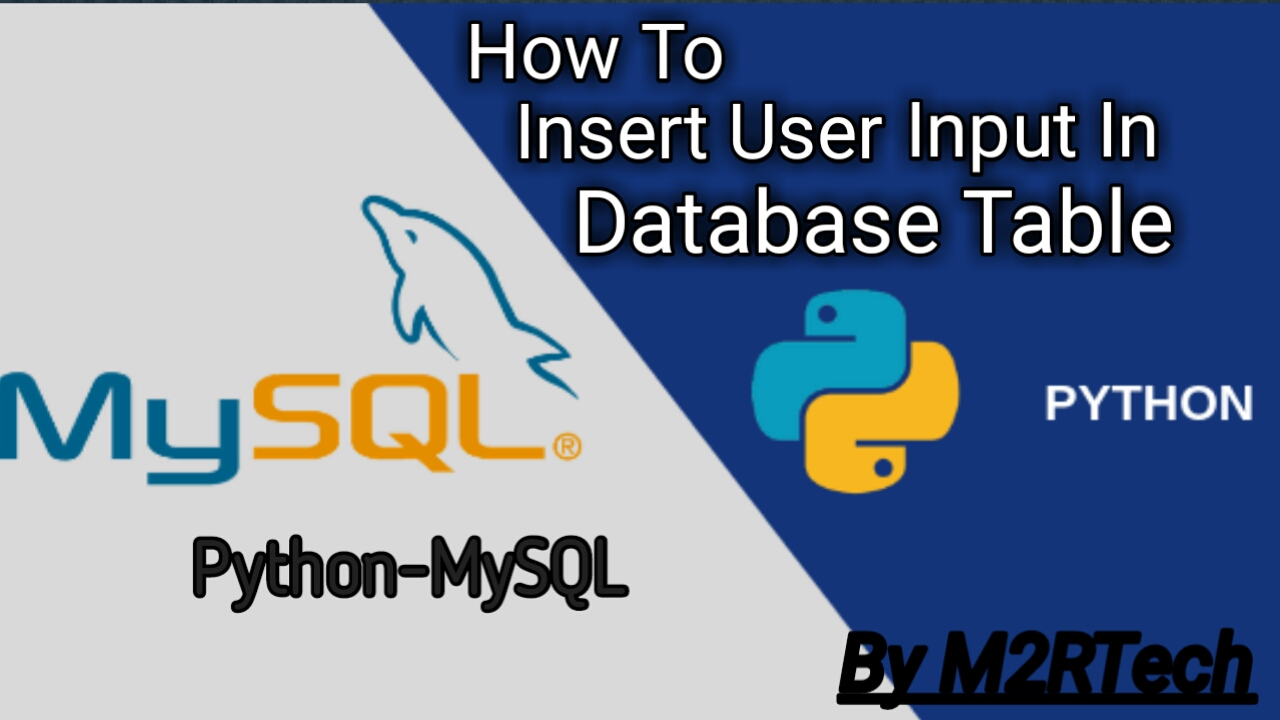 How To
Insert User Input In
Database Table
MySQL®
PYTHON
Python-MySQL
By M2RTech